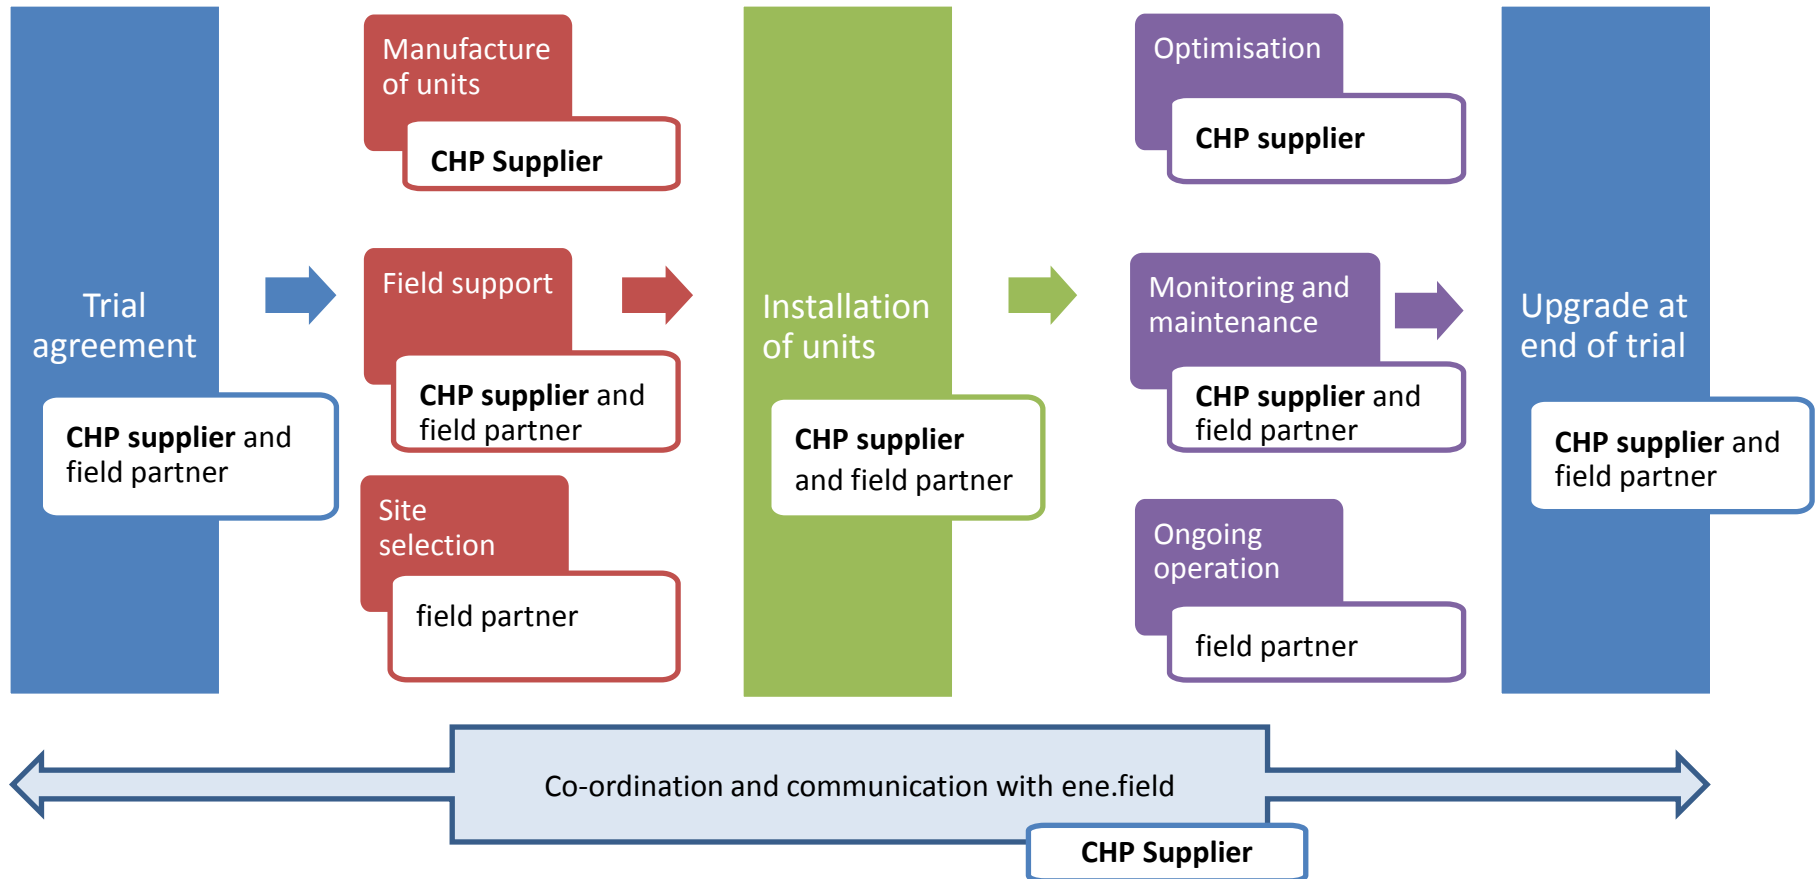 Trial
agreement
CHP supplier and
field partner
Manufacture
of units
CHP Supplier
Field support
CHP supplier and
field partner
Site
selection
field partner
Installation
of units
CHP supplier
and field partner
Optimisation
CHP supplier
Monitoring and
maintenance
CHP supplier and
field partner
Ongoing
operation
field partner
Upgrade at
end of trial
CHP supplier and
field partner
Co-ordination and communication with ene.field
CHP Supplier